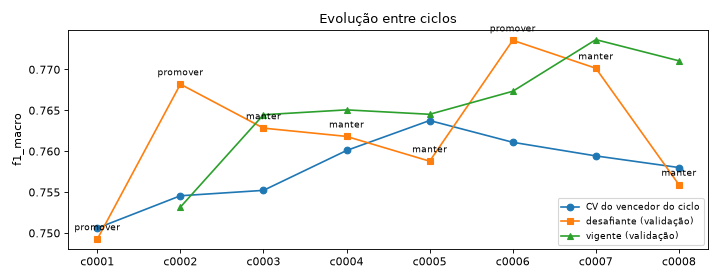 Evolução entre ciclos
f1_macro
0.770
0.765
0.760
0.755
0.750
promover
promover
manter
manter
manter
promover
manter
manter
CV do vencedor do ciclo
desafiante (validação)
vigente (validação)
c0001 c0002 c0003 c0004 c0005 c0006 c0007 c0008